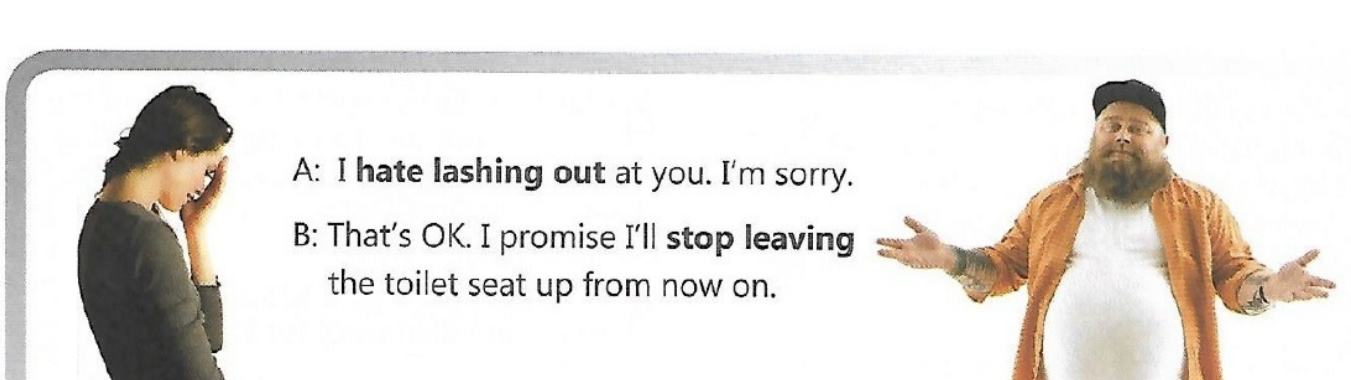 A: I hate lashing out at you. I'm sorry.
B: That's OK. I promise I'll stop leaving
the toilet seat up from now on.